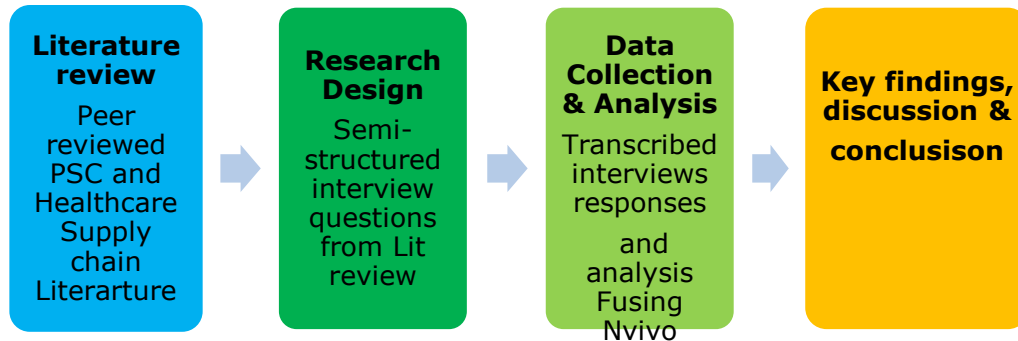 Literature
review
Peer
reviewed
PSC and
Healthcare
Supply
chain
Literarture
Research
Design
Semi-
structured
interview
questions
from Lit
review
Data
Collection
& Analysis
Transcribed
interviews
responses
and
analysis
Fusing
Nvivo
Key findings,
discussion &
conclusison